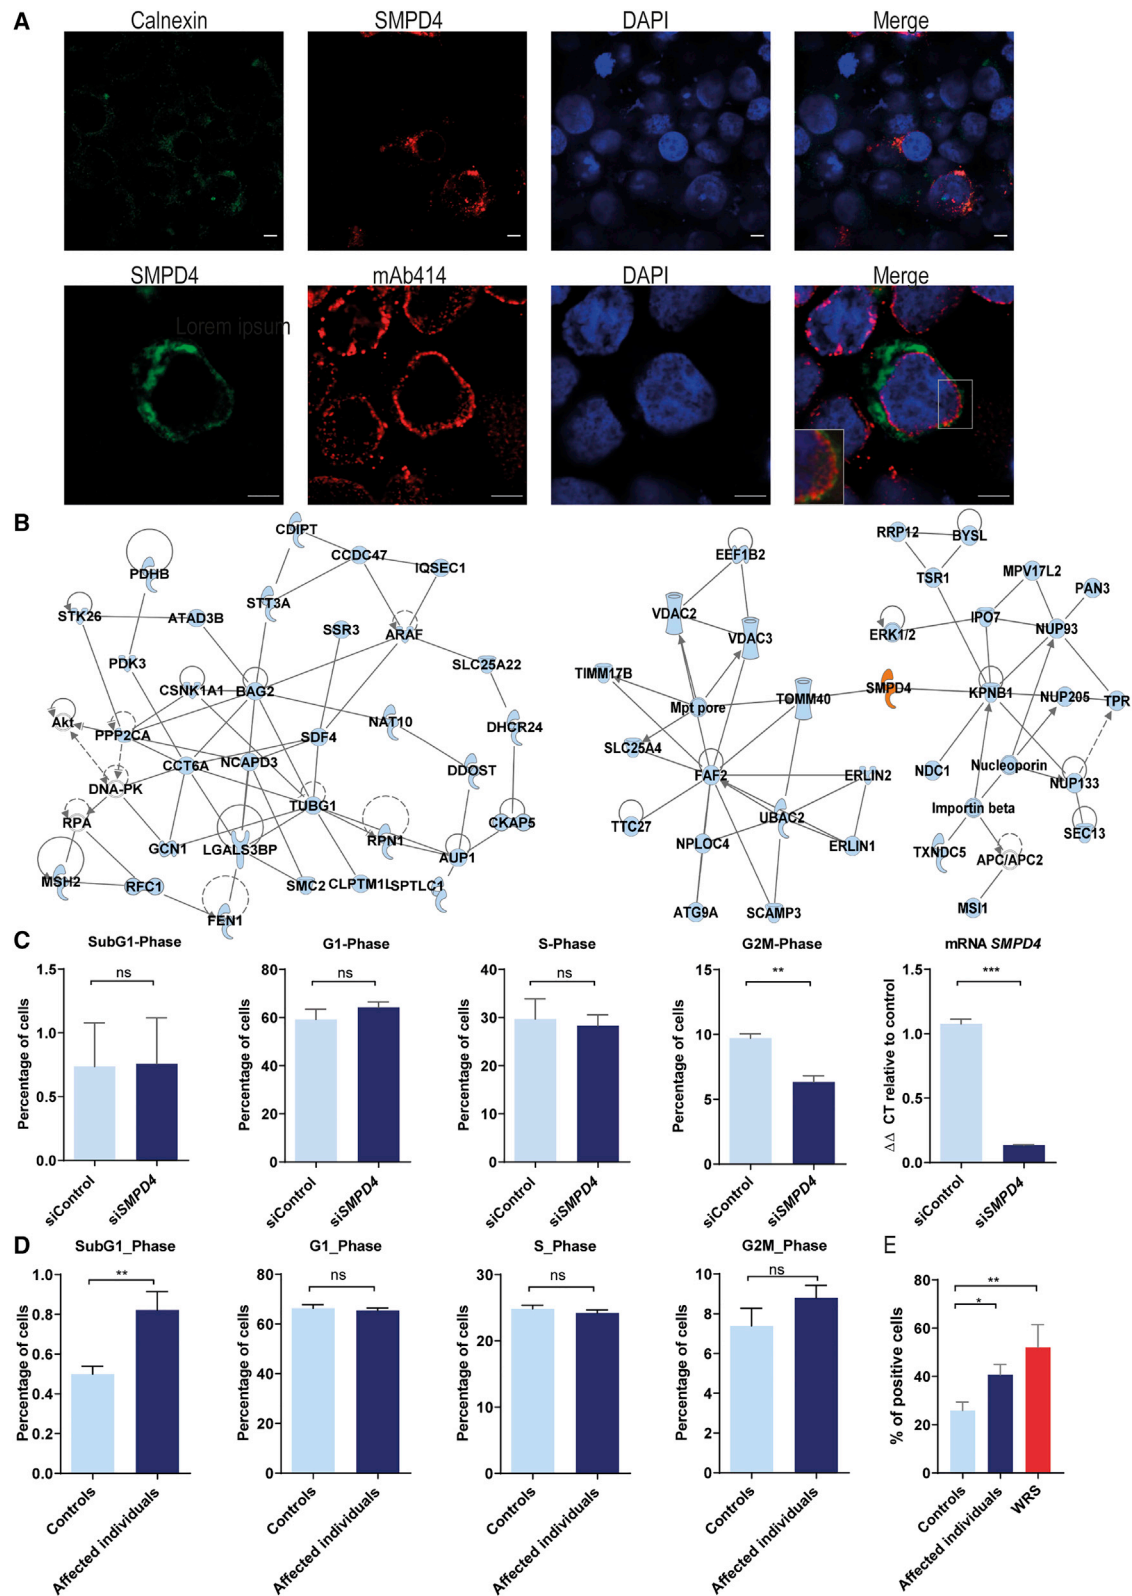 A
Calnexin
SMPD4
DAPI
Merge
SMPD4
mAb414
DAPI
Merge
Lorem ipsum
B
CDIPT
CCDC47
IQSEC1
PDHB
STT3A
STK26
ATAD3B
SSR3
ARAF
PDK3
CSNK1A1
BAG2
SLC25A22
Akt
PPP2CA
NAT10
DHCR24
SDF4
CCT6A
NCAPD3
DDOST
DNA-PK
TUBG1
RPA
CKAP5
GCN1
LGALS3BP
RPN1
AUP1
MSH2
RFC1
SMC2
CLPTM1L
SPTLC1
FEN1
EEF1B2
VDAC2
VDAC3
TIMM17B
TOMM40
Mpt pore
SLC25A4
FAF2
ERLIN2
TTC27
UBAC2
NPLOC4
ERLIN1
ATG9A
SCAMP3
RRP12
BYSL
TSR1
MPV17L2
PAN3
ERK1/2
IPO7
NUP93
SMPD4
KPNB1
NUP205
TPR
NDC1
Nucleoporin
NUP133
Importin beta
SEC13
TXNDC5
APC/APC2
MSI1
C
SubG1-Phase
Percentage of cells
1.5
1.0
0.5
0.0
ns
siControl
siSMPD4
G1-Phase
Percentage of cells
80
60
40
20
0
ns
siControl
siSMPD4
S-Phase
Percentage of cells
40
30
20
10
0
ns
siControl
siSMPD4
G2M-Phase
Percentage of cells
15
10
5
0
**
siControl
siSMPD4
mRNA SMPD4
ΔΔ CT relative to control
1.5
1.0
0.5
0.0
***
siControl
siSMPD4
D
SubG1_Phase
Percentage of cells
1.0
0.8
0.6
0.4
0.2
0.0
**
Controls
Affected individuals
G1_Phase
Percentage of cells
80
60
40
20
0
ns
Controls
Affected individuals
S_Phase
Percentage of cells
30
20
10
0
ns
Controls
Affected individuals
G2M_Phase
Percentage of cells
10
8
6
4
2
0
ns
Controls
Affected individuals
E
% of positive cells
80
60
40
20
0
**
*
Controls
Affected individuals
WRS